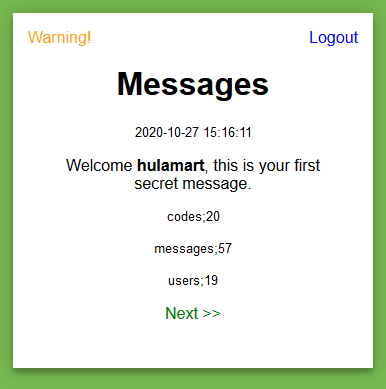 Warning! Logout
Messages
2020-10-27 15:16:11
Welcome hulamart, this is your first
secret message.
codes;20
messages;57
users;19
Next >>